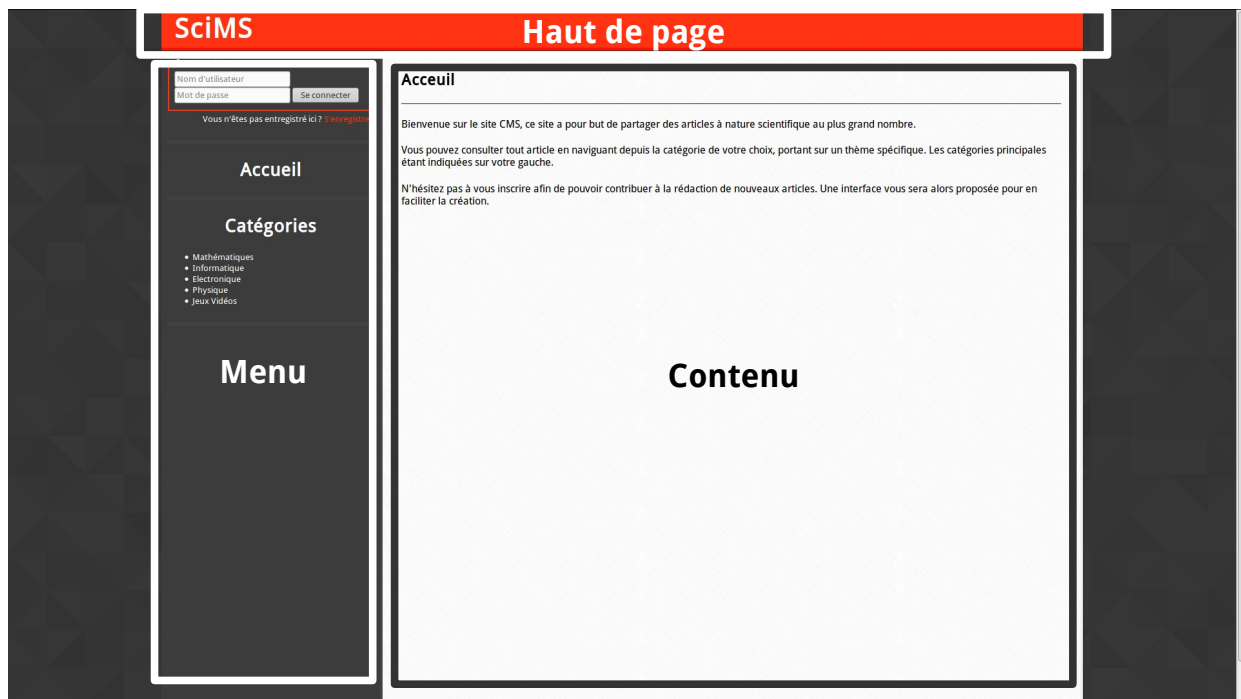 SciMS
Haut de page
Nom d'utilisateur
Mot de passe
Se connecter
Vous n'êtes pas entregistré ici ? S'enregistre
Accueil
Catégories
• Mathématiques
• Informatique
• Electronique
• Physique
• Jeux Vidéos
Menu
Acceuil
Bienvenue sur le site CMS, ce site a pour but de partager des articles à nature scientifique au plus grand nombre.
Vous pouvez consulter tout article en naviguant depuis la catégorie de votre choix, portant sur un thème spécifique. Les catégories principales
étant indiquées sur votre gauche.
N'hésitez pas à vous inscrire afin de pouvoir contribuer à la rédaction de nouveaux articles. Une interface vous sera alors proposée pour en
faciliter la création.
Contenu